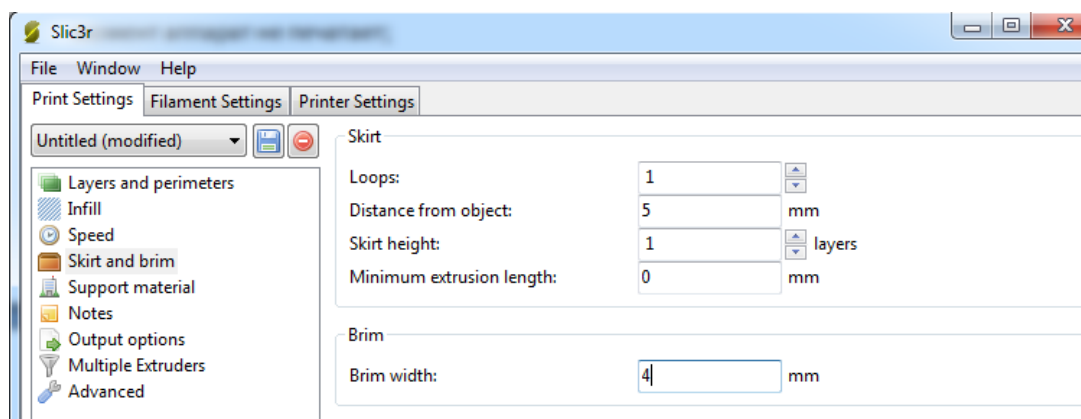 Slic3r
File Window Help
Print Settings Filament Settings Printer Settings
Untitled (modified)
Layers and perimeters
Infill
Speed
Skirt and brim
Support material
Notes
Output options
Multiple Extruders
Advanced
Skirt
Loops: 1
Distance from object: 5 mm
Skirt height: 1 layers
Minimum extrusion length: 0 mm
Brim
Brim width: 4 mm